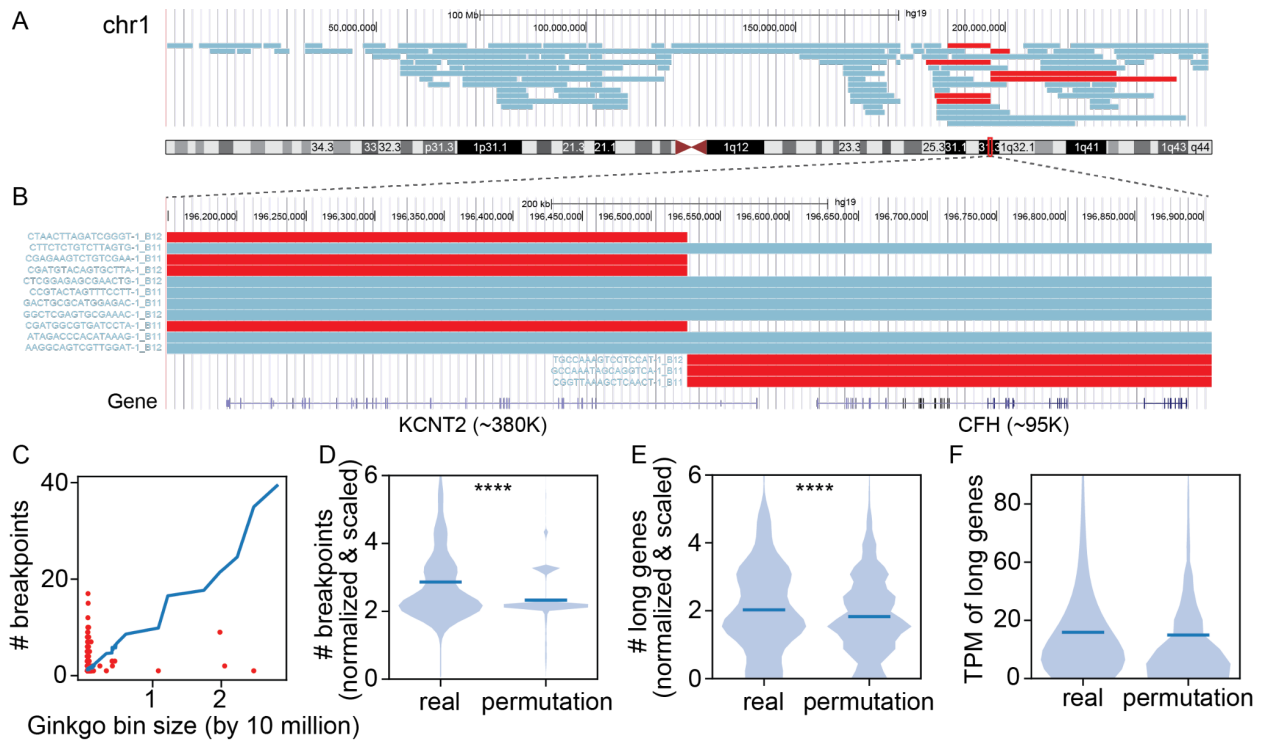 A
chr1
100 Mb
hg19
50,000,000
100,000,000
150,000,000
200,000,000
34.3 33 32.3 p31.3 1p31.1 21.3 21.1 1q12 23.3 25.3 31.1 1q32.1 1q41 1q43 q44
B
200 kb
hg19
196,200,000 196,250,000 196,300,000 196,350,000 196,400,000 196,450,000 196,500,000 196,550,000 196,600,000 196,650,000 196,700,000 196,750,000 196,800,000 196,850,000 196,900,000
CTAACTTAGATCGGGT-1_B12
CTTCTCTGTCTTAGTG-1_B11
CGAGAAGTCTGTCGAA-1_B11
CGATGTACAGTGCTTA-1_B12
CTCGGAGAGCGAACTG-1_B12
CCGTACTAGTTTCCTT-1_B11
GACTGCGCATGGAGAC-1_B11
GGCTCGAGTGCGAAAC-1_B12
CGATGGCGTGATCCTA-1_B11
ATAGACCCACATAAAG-1_B11
AAGGCAGTCGTTGGAT-1_B12
TGCCAAAGTCCTCCAT-1_B12
GCCAAATAGCAGGTCA-1_B11
CGGTTAAAGCTCAACT-1_B11
Gene
KCNT2 (~380K)
CFH (~95K)
C
# breakpoints
40
20
0
1 2
Ginkgo bin size (by 10 million)
D
# breakpoints
(normalized & scaled)
6
4
2
0
****
real permutation
E
# long genes
(normalized & scaled)
6
4
2
0
****
real permutation
F
TPM of long genes
80
60
40
20
0
real permutation